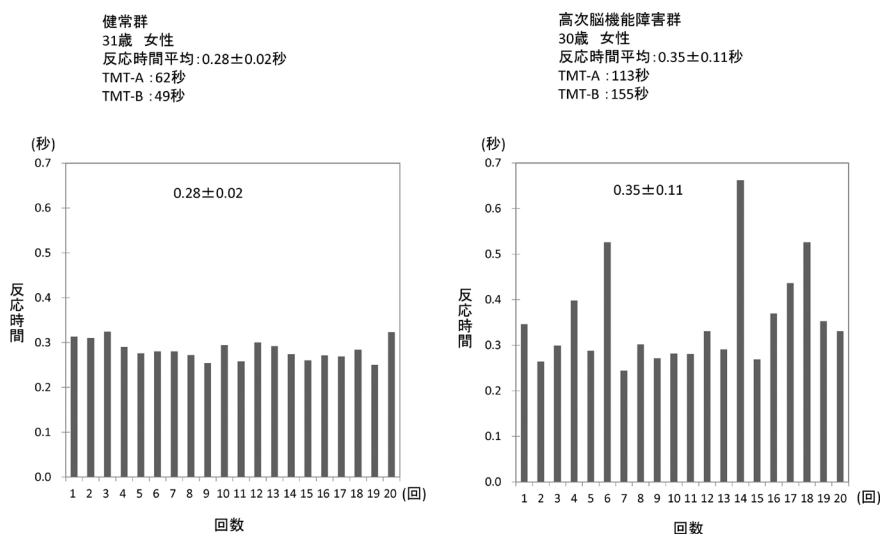 健常群
31歳　女性
反応時間平均：0.28±0.02秒
TMT-A ：62秒
TMT-B ：49秒
(秒)
0.7
0.6
0.5
0.4
0.3
0.2
0.1
0.0
0.28±0.02
反応時間
1 2 3 4 5 6 7 8 9 10 11 12 13 14 15 16 17 18 19 20 (回)
回数
高次脳機能障害群
30歳　女性
反応時間平均：0.35±0.11秒
TMT-A ：113秒
TMT-B ：155秒
(秒)
0.7
0.6
0.5
0.4
0.3
0.2
0.1
0.0
0.35±0.11
反応時間
1 2 3 4 5 6 7 8 9 10 11 12 13 14 15 16 17 18 19 20 (回)
回数